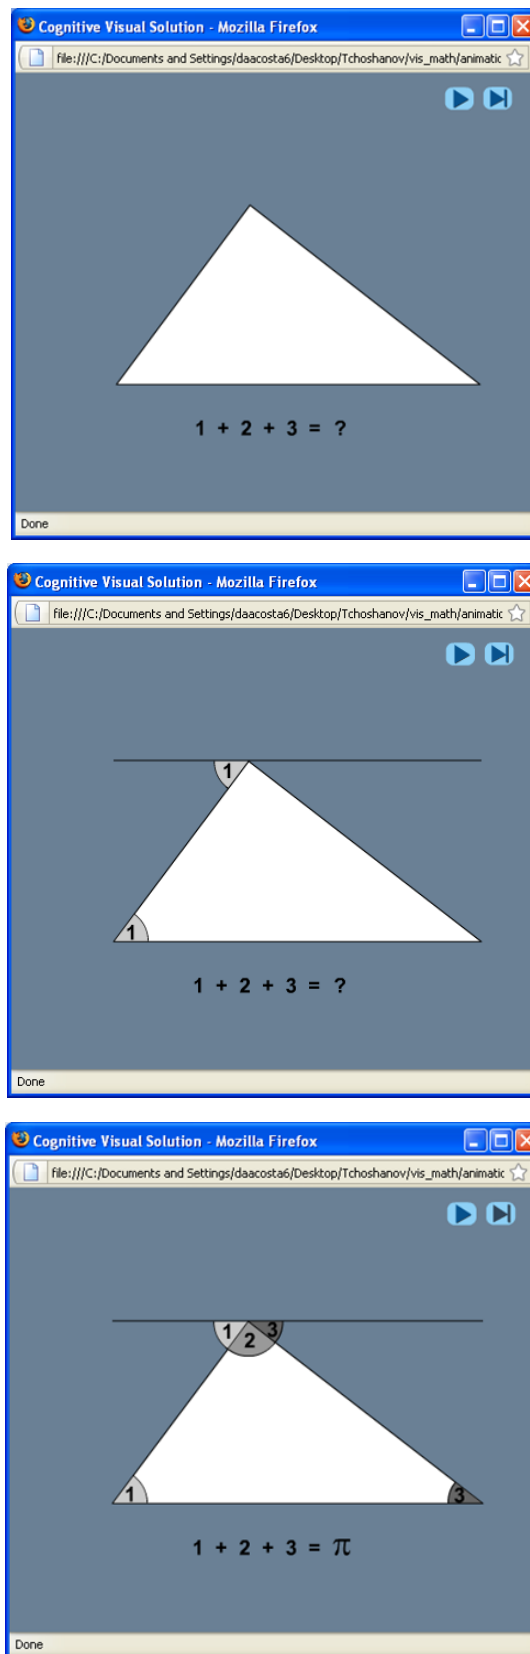 Cognitive Visual Solution - Mozilla Firefox
file:///C:/Documents and Settings/daacosta6/Desktop/Tchoshanov/vis_math/animatic
1 + 2 + 3 = ?
Done
Cognitive Visual Solution - Mozilla Firefox
file:///C:/Documents and Settings/daacosta6/Desktop/Tchoshanov/vis_math/animatic
1
1
1 + 2 + 3 = ?
Done
Cognitive Visual Solution - Mozilla Firefox
file:///C:/Documents and Settings/daacosta6/Desktop/Tchoshanov/vis_math/animatic
1 2 3
1 3
1 + 2 + 3 = π
Done